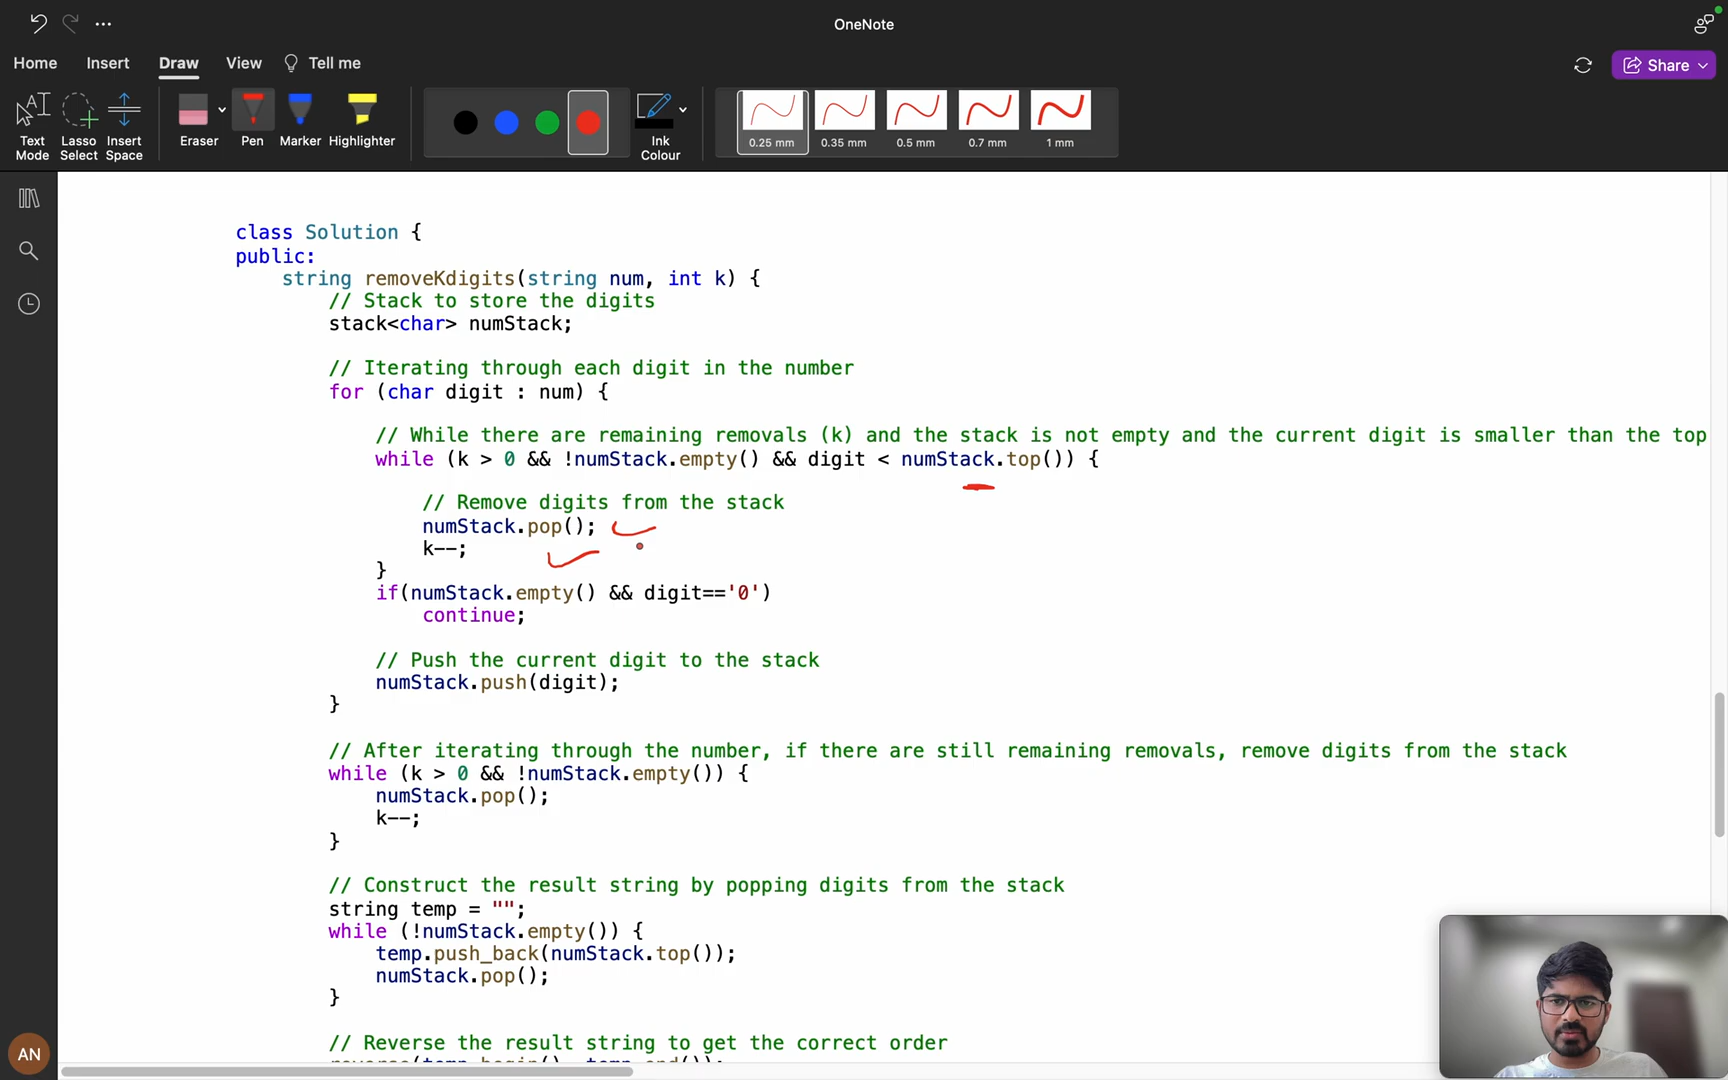 OneNote
Home Insert Draw View Tell me
Share
Text Mode
Lasso Select
Insert Space
Eraser
Pen
Marker
Highlighter
Ink Colour
0.25 mm
0.35 mm
0.5 mm
0.7 mm
1 mm
class Solution {
public:
string removeKdigits(string num, int k) {
// Stack to store the digits
stack<char> numStack;
// Iterating through each digit in the number
for (char digit : num) {
// While there are remaining removals (k) and the stack is not empty and the current digit is smaller than the top
while (k > 0 && !numStack.empty() && digit < numStack.top()) {
// Remove digits from the stack
numStack.pop();
k--;
}
if(numStack.empty() && digit=='0')
continue;
// Push the current digit to the stack
numStack.push(digit);
}
// After iterating through the number, if there are still remaining removals, remove digits from the stack
while (k > 0 && !numStack.empty()) {
numStack.pop();
k--;
}
// Construct the result string by popping digits from the stack
string temp = "";
while (!numStack.empty()) {
temp.push_back(numStack.top());
numStack.pop();
}
// Reverse the result string to get the correct order
reverse(temp.begin(), temp.end());
AN